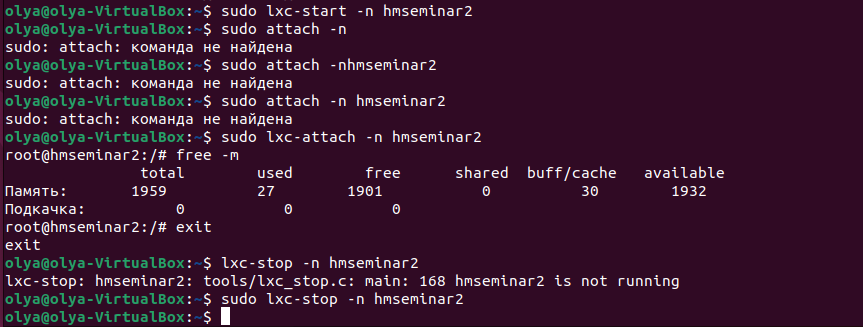 olya@olya-VirtualBox:~$ sudo lxc-start -n hmseminar2
olya@olya-VirtualBox:~$ sudo attach -n
sudo: attach: команда не найдена
olya@olya-VirtualBox:~$ sudo attach -nhmseminar2
sudo: attach: команда не найдена
olya@olya-VirtualBox:~$ sudo attach -n hmseminar2
sudo: attach: команда не найдена
olya@olya-VirtualBox:~$ sudo lxc-attach -n hmseminar2
root@hmseminar2:/# free -m
total used free shared buff/cache available
Память: 1959 27 1901 0 30 1932
Подкачка: 0 0 0
root@hmseminar2:/# exit
exit
olya@olya-VirtualBox:~$ lxc-stop -n hmseminar2
lxc-stop: hmseminar2: tools/lxc_stop.c: main: 168 hmseminar2 is not running
olya@olya-VirtualBox:~$ sudo lxc-stop -n hmseminar2
olya@olya-VirtualBox:~$